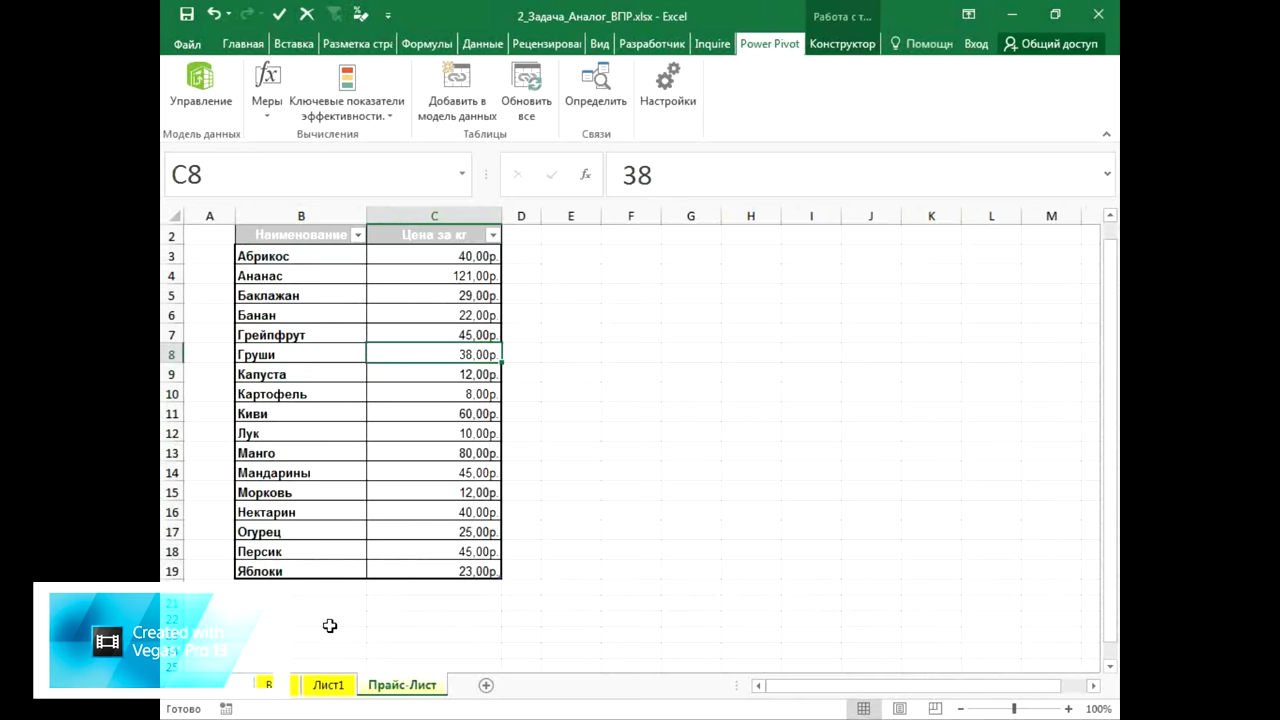 2_Задача_Аналог_ВПР.xlsx - Excel
Работа с т...
Файл Главная Вставка Разметка стра Формулы Данные Рецензирован Вид Разработчик Inquire Power Pivot Конструктор Помощн Вход Общий доступ
Управление Меры Ключевые показатели эффективности. Добавить в модель данных Обновить все Определить Настройки
Модель данных Вычисления Таблицы Связи
C8 fx 38
A B C D E F G H I J K L M
2 Наименование Цена за кг
3 Абрикос 40,00р.
4 Ананас 121,00р.
5 Баклажан 29,00р.
6 Банан 22,00р.
7 Грейпфрут 45,00р.
8 Груши 38,00р.
9 Капуста 12,00р.
10 Картофель 8,00р.
11 Киви 60,00р.
12 Лук 10,00р.
13 Манго 80,00р.
14 Мандарины 45,00р.
15 Морковь 12,00р.
16 Нектарин 40,00р.
17 Огурец 25,00р.
18 Персик 45,00р.
19 Яблоки 23,00р.
21
22
25
Created with
Vegas Pro 13
В Лист1 Прайс-Лист
Готово 100%